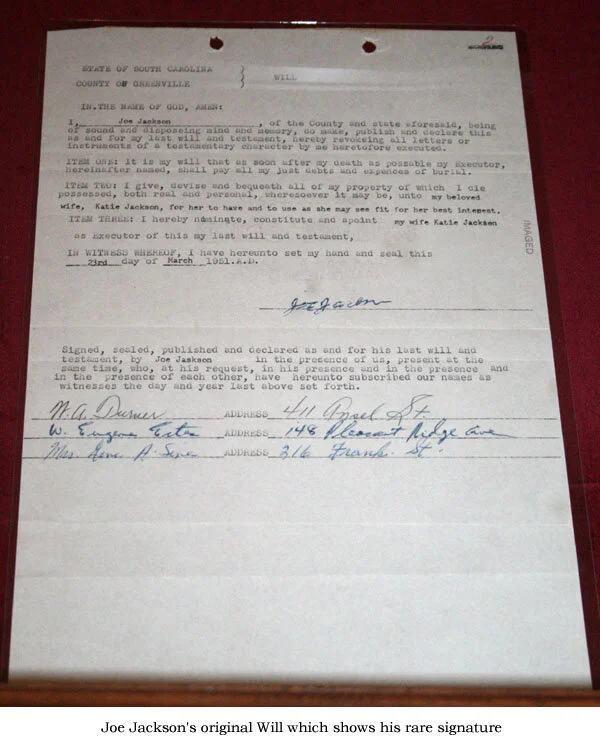 STATE OF SOUTH CAROLINA
COUNTY OF GREENVILLE
WILL
IN THE NAME OF GOD, AMEN:
I, Joe Jackson, of the County and state aforesaid, being
of sound and disposing mind and memory, do make, publish and declare this
as and for my last will and testament, hereby revoking all letters or
instruments of a testamentary character by me heretofore executed.
ITEM ONE: It is my will that as soon after my death as possable my Executor,
hereinafter named, shall pay all my just debts and expences of burial.
ITEM TWO: I give, devise and bequeath all of my property of which I die
possessed, both real and personal, wheresoever it may be, unto my beloved
wife, Katie Jackson, for her to have and to use as she may see fit for her best interest.
ITEM THREE: I hereby nominate, constitute and apoint my wife Katie Jackson
as Executor of this my last will and testament,
IN WITNESS WHEREOF, I have hereunto set my hand and seal this
23rd day of March 1951.A.D.
IMAGED
Joe Jackson
Signed, sealed, published and declared as and for his last will and
testament, by Joe Jackson in the presence of us, present at the
same time, who, at his request, in his presence and in the presence and
in the presence of each other, have hereunto subscribed our names as
witnesses the day and year last above set forth.
W. A. ADDRESS 411 Ansel St.
W. Eugene Estes ADDRESS 148 Pleasant Ridge Ave
Mrs. A. ADDRESS 216 Frank St.
Joe Jackson's original Will which shows his rare signature